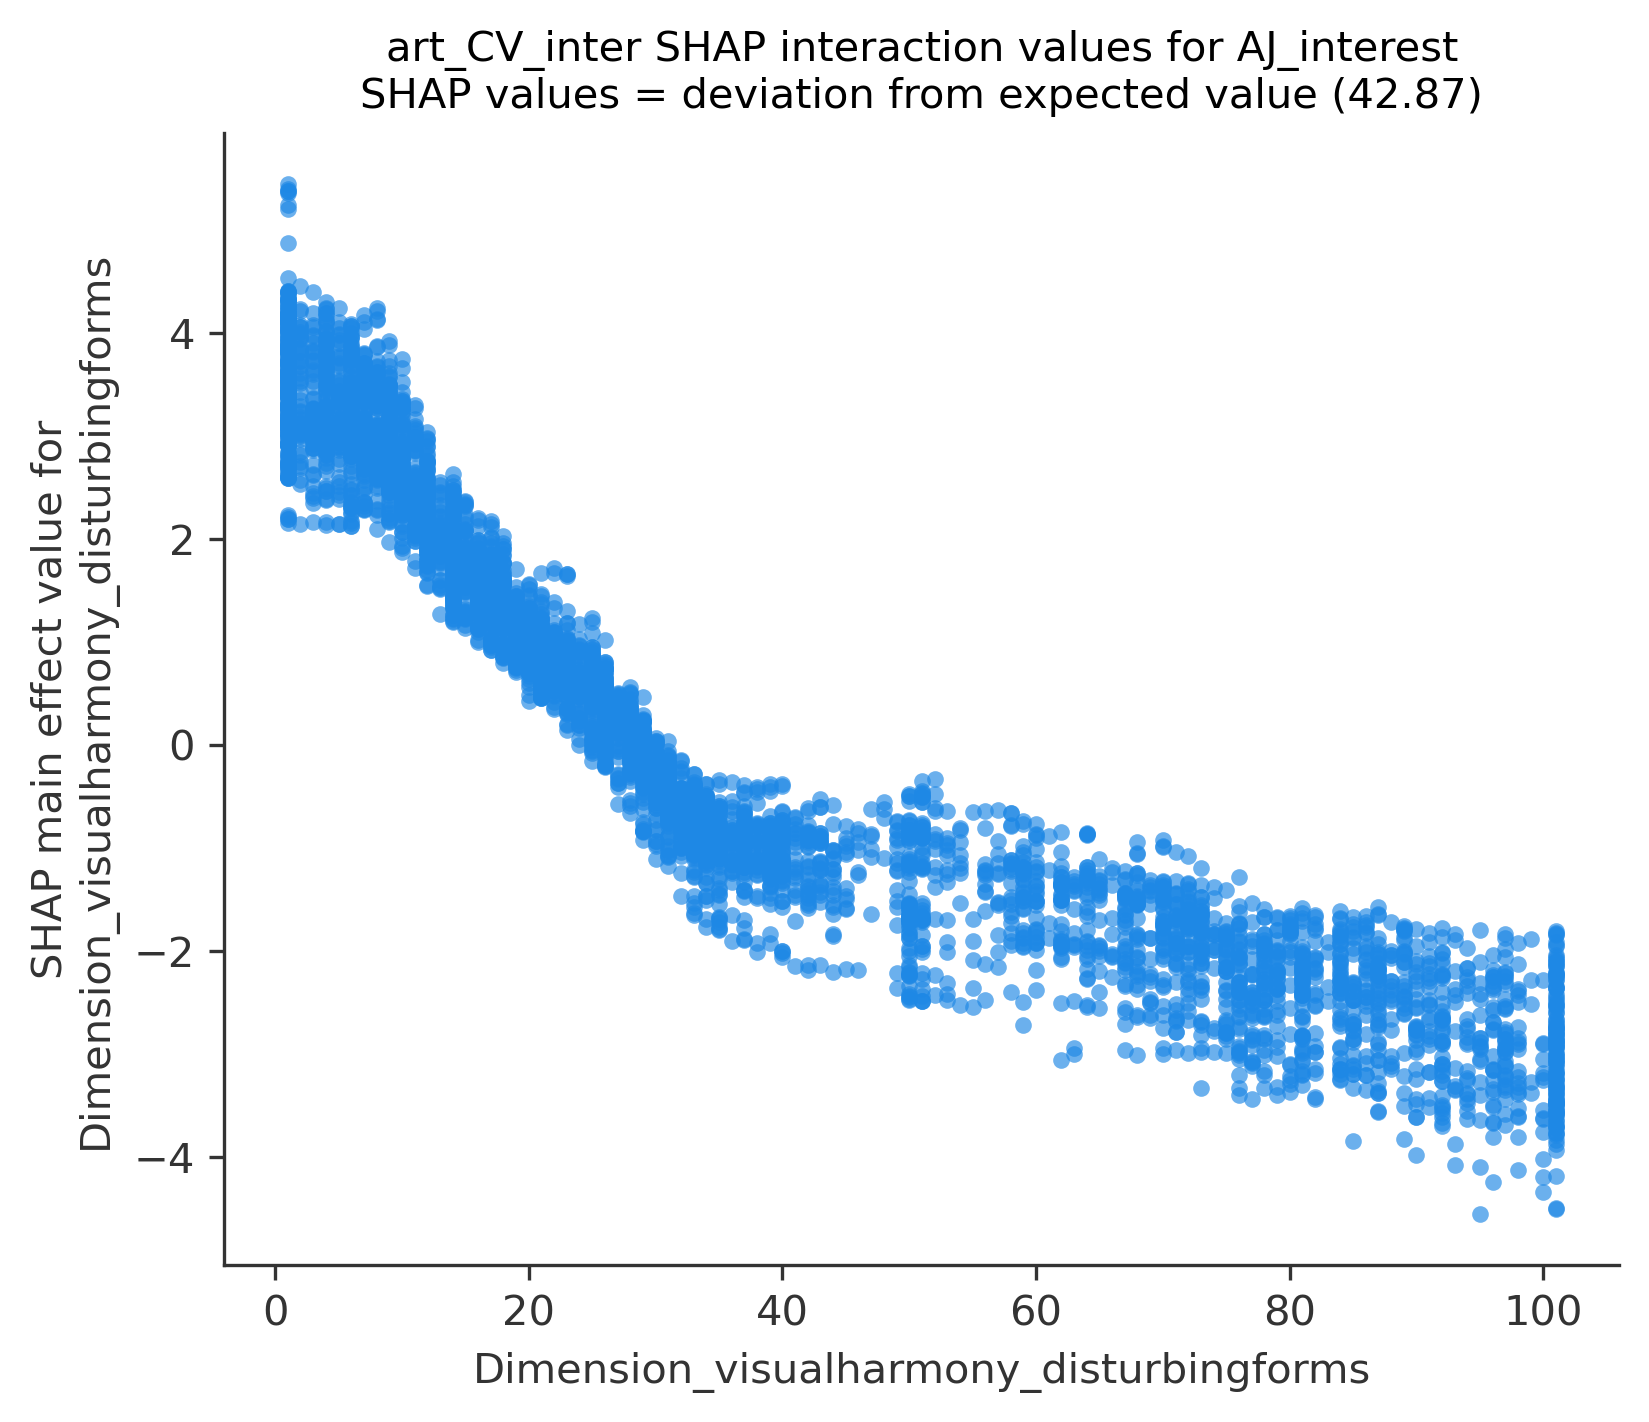 art_CV_inter SHAP interaction values for AJ_interest
SHAP values = deviation from expected value (42.87)
SHAP main effect value for
Dimension_visualharmony_disturbingforms
4
2
0
−2
−4
0 20 40 60 80 100
Dimension_visualharmony_disturbingforms